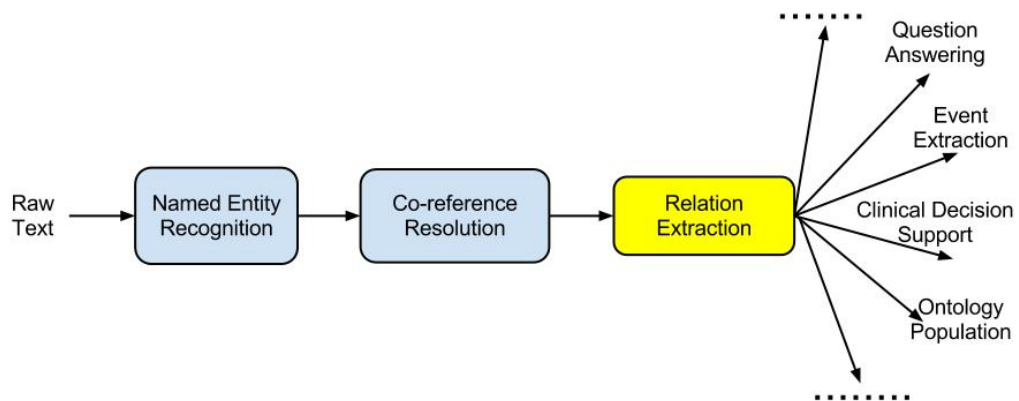 Raw
Text
Named Entity
Recognition
Co-reference
Resolution
Relation
Extraction
Question
Answering
Event
Extraction
Clinical Decision
Support
Ontology
Population